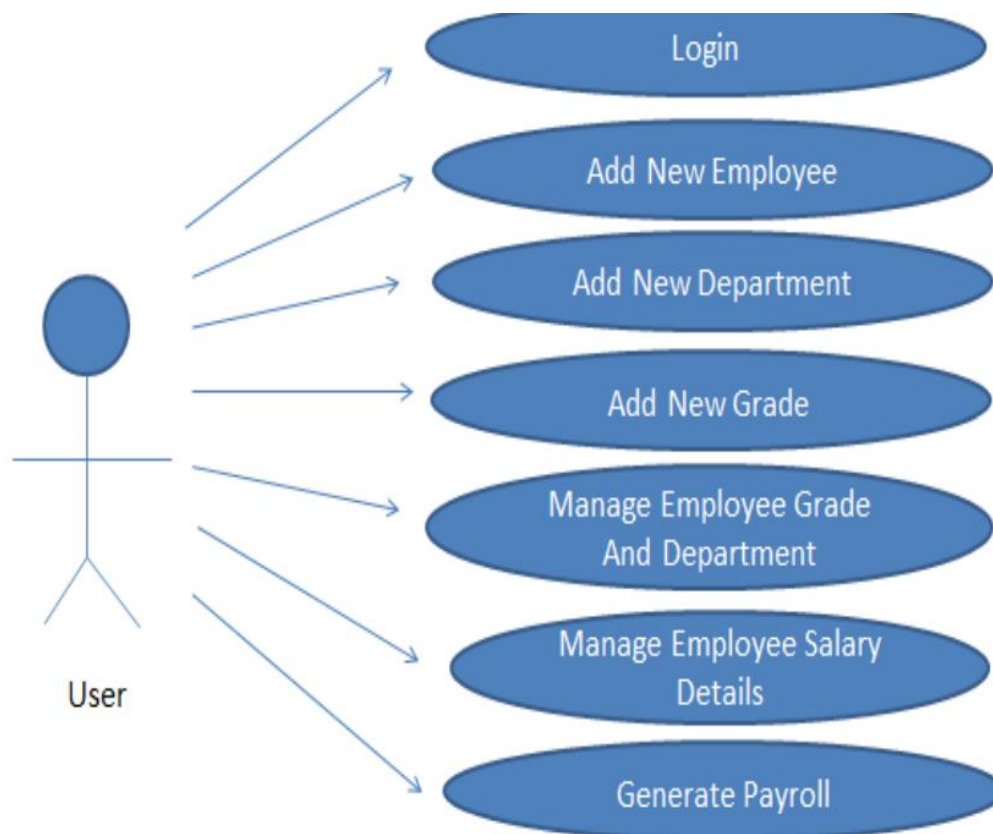 Login
Add New Employee
Add New Department
Add New Grade
Manage Employee Grade
And Department
Manage Employee Salary
Details
User
Generate Payroll